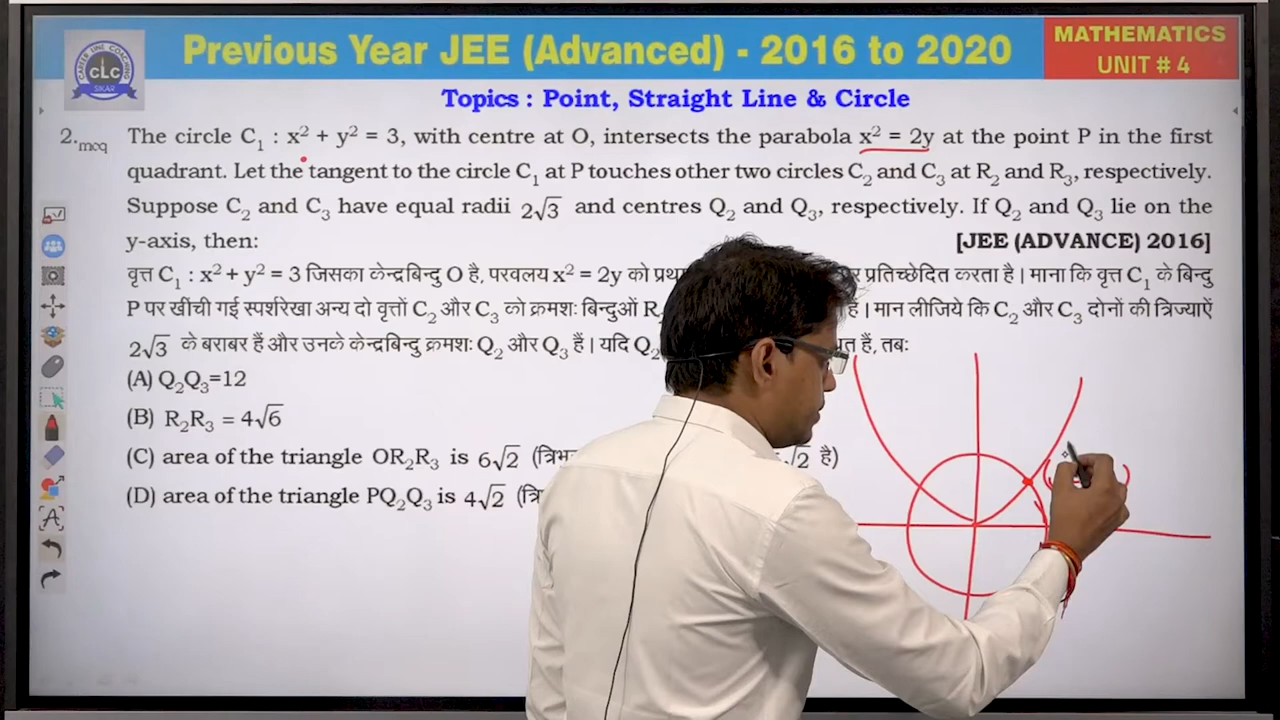 CAREER LINE COACHING
CLC
SIKAR
Previous Year JEE (Advanced) - 2016 to 2020
MATHEMATICS
UNIT # 4
Topics : Point, Straight Line & Circle
2.mcq The circle C₁ : x² + y² = 3, with centre at O, intersects the parabola x² = 2y at the point P in the first
quadrant. Let the tangent to the circle C₁ at P touches other two circles C₂ and C₃ at R₂ and R₃, respectively.
Suppose C₂ and C₃ have equal radii 2√3 and centres Q₂ and Q₃, respectively. If Q₂ and Q₃ lie on the
y-axis, then: [JEE (ADVANCE) 2016]
वृत्त C₁ : x² + y² = 3 जिसका केन्द्रबिन्दु O है, परवलय x² = 2y को प्रतिच्छेदित करता है। माना कि वृत्त C₁ के बिन्दु
P पर खींची गई स्पर्शरेखा अन्य दो वृत्तों C₂ और C₃ को क्रमशः बिन्दुओं है। मान लीजिये कि C₂ और C₃ दोनों की त्रिज्याऐं
2√3 के बराबर हैं और उनके केन्द्रबिन्दु क्रमशः Q₂ और Q₃ हैं। यदि हैं, तबः
(A) Q₂Q₃=12
(B) R₂R₃ = 4√6
(C) area of the triangle OR₂R₃ is 6√2 √2 है)
(D) area of the triangle PQ₂Q₃ is 4√2
A